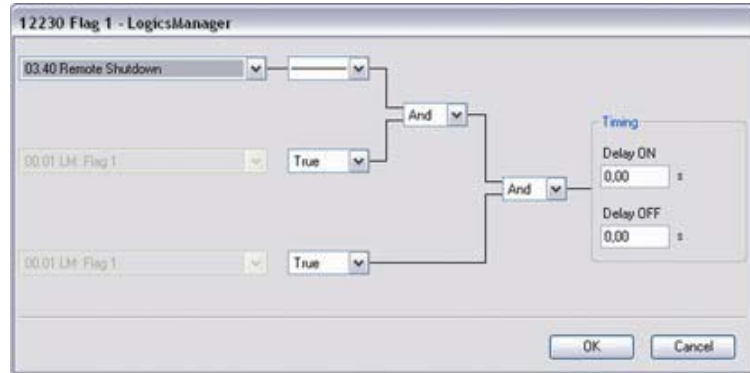 12230 Flag 1 - LogicsManager
03.40 Remote Shutdown
And
Timing
Delay ON
00.01 LM: Flag 1
True
0,00 s
And
Delay OFF
0,00 s
00.01 LM: Flag 1
True
OK
Cancel